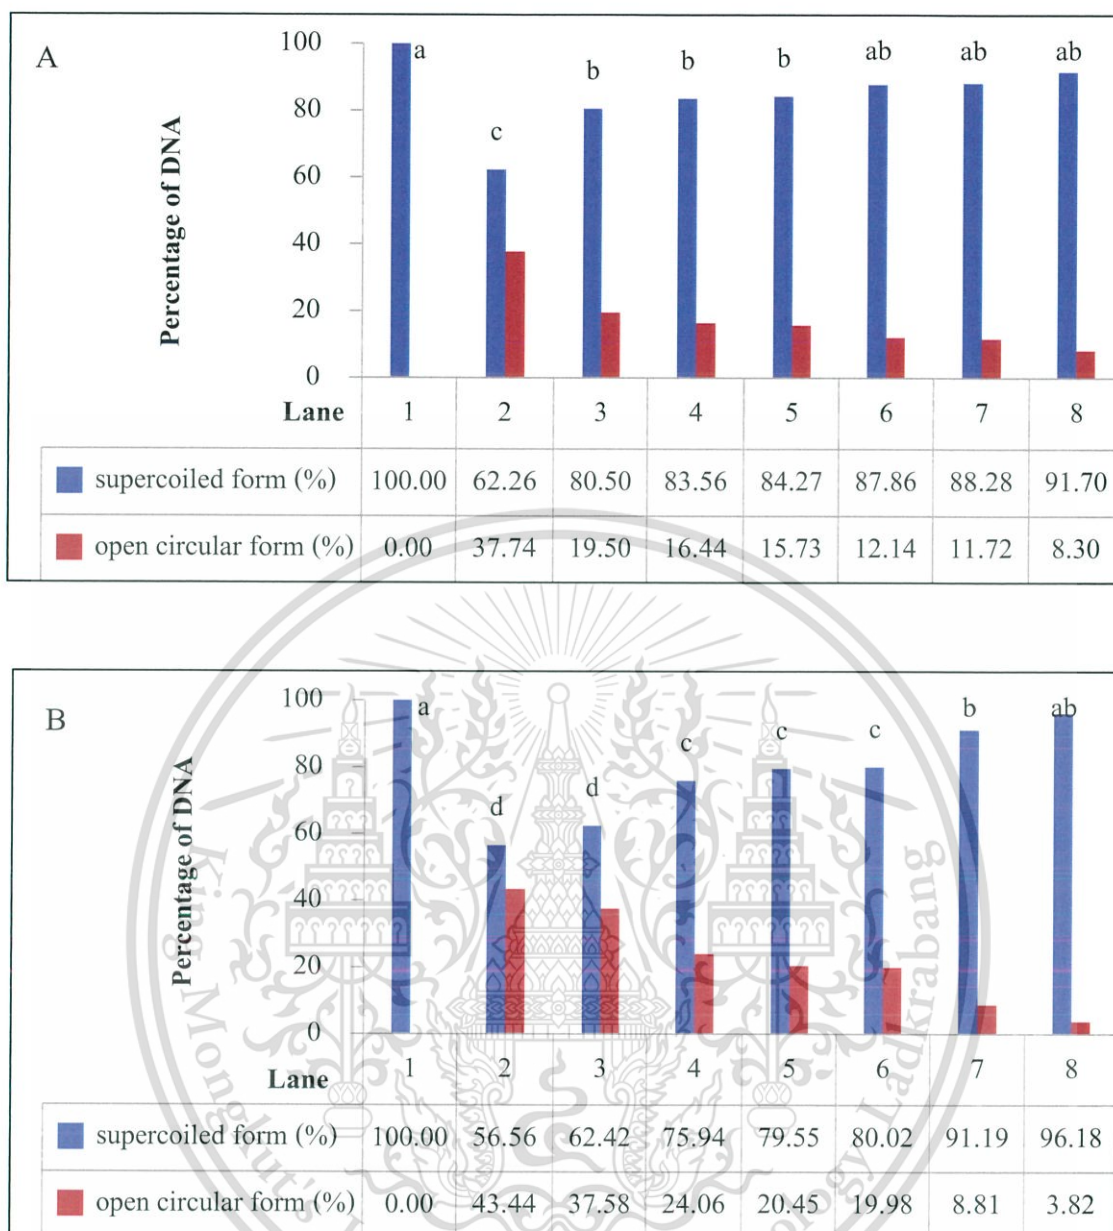 A
Percentage of DNA
100
80
60
40
20
0
a
c
b
b
b
ab
ab
ab
Lane 1 2 3 4 5 6 7 8
supercoiled form (%) 100.00 62.26 80.50 83.56 84.27 87.86 88.28 91.70
open circular form (%) 0.00 37.74 19.50 16.44 15.73 12.14 11.72 8.30
B
Percentage of DNA
100
80
60
40
20
0
a
d
d
c
c
c
b
ab
Lane 1 2 3 4 5 6 7 8
supercoiled form (%) 100.00 56.56 62.42 75.94 79.55 80.02 91.19 96.18
open circular form (%) 0.00 43.44 37.58 24.06 20.45 19.98 8.81 3.82
King Mongkut's
Ladkrabang